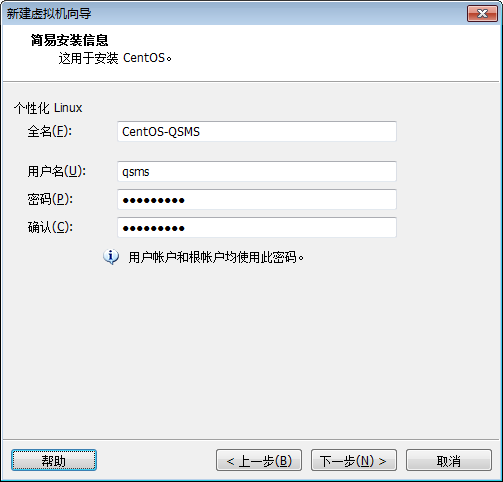 新建虚拟机向导
简易安装信息
这用于安装 CentOS。
个性化 Linux
全名(F):
CentOS-QSMS
用户名(U):
qsms
密码(P):
●●●●●●●●●
确认(C):
●●●●●●●●●
用户帐户和根帐户均使用此密码。
帮助
< 上一步(B)
下一步(N) >
取消